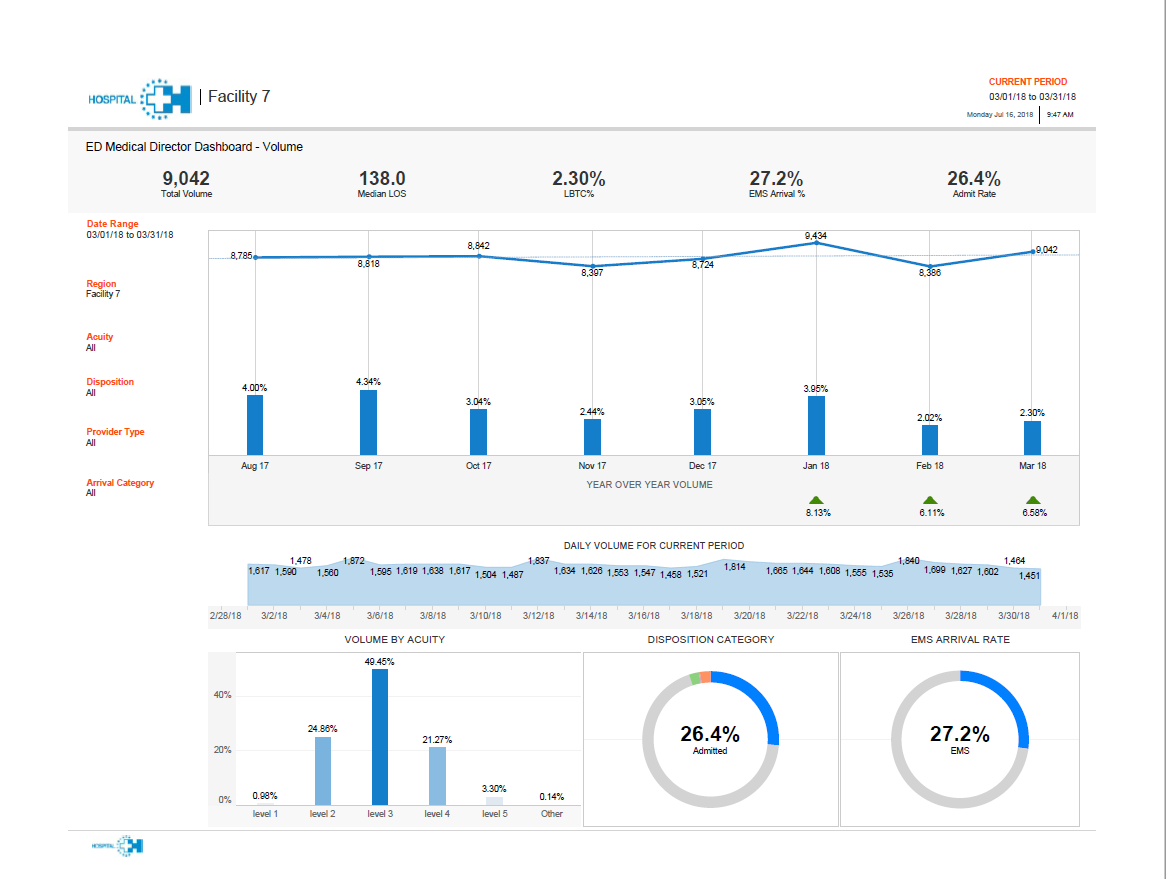 HOSPITAL
Facility 7
CURRENT PERIOD
03/01/18 to 03/31/18
Monday Jul 16, 2018 9:47 AM
ED Medical Director Dashboard - Volume
9,042 138.0 2.30% 27.2% 26.4%
Total Volume Median LOS LBTC% EMS Arrival % Admit Rate
Date Range
03/01/18 to 03/31/18
Region
Facility 7
Acuity
All
Disposition
All
Provider Type
All
Arrival Category
All
8,785 8,818 8,842 8,397 8,724 9,434 8,386 9,042
4.00% 4.34% 3.04% 2.44% 3.05% 3.95% 2.02% 2.30%
Aug 17 Sep 17 Oct 17 Nov 17 Dec 17 Jan 18 Feb 18 Mar 18
YEAR OVER YEAR VOLUME
8.13% 6.11% 6.58%
DAILY VOLUME FOR CURRENT PERIOD
1,617 1,590 1,478 1,560 1,872 1,595 1,619 1,638 1,617 1,504 1,487 1,837 1,634 1,626 1,553 1,547 1,458 1,521 1,814 1,665 1,644 1,608 1,555 1,535 1,840 1,699 1,627 1,602 1,464 1,451
2/28/18 3/2/18 3/4/18 3/6/18 3/8/18 3/10/18 3/12/18 3/14/18 3/16/18 3/18/18 3/20/18 3/22/18 3/24/18 3/26/18 3/28/18 3/30/18 4/1/18
VOLUME BY ACUITY
40%
20%
0%
0.98% 24.86% 49.45% 21.27% 3.30% 0.14%
level 1 level 2 level 3 level 4 level 5 Other
DISPOSITION CATEGORY
26.4%
Admitted
EMS ARRIVAL RATE
27.2%
EMS
HOSPITAL